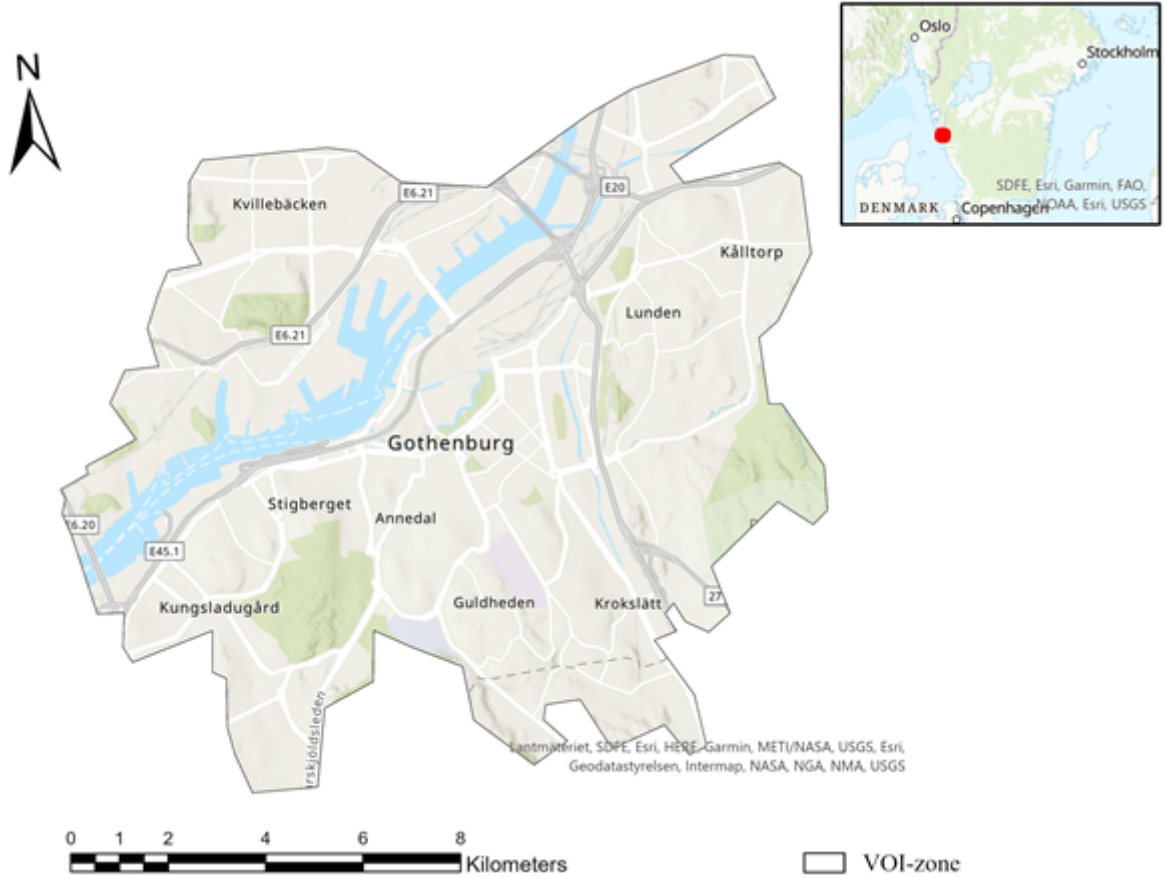 N
Oslo
Stockholm
SDFE, Esri, Garmin, FAO,
NOAA, Esri, USGS
DENMARK
Copenhagen
E6.21
E20
Kvillebäcken
Kålltorp
Lunden
E6.21
Gothenburg
Stigberget
Annedal
6.20
E45.1
Kungsladugård
Guldheden
Krokslätt
27
rskjöldsleden
Lantmäteriet, SDFE, Esri, HERE, Garmin, METI/NASA, USGS, Esri,
Geodatastyrelsen, Intermap, NASA, NGA, NMA, USGS
0 1 2 4 6 8
Kilometers
VOI-zone